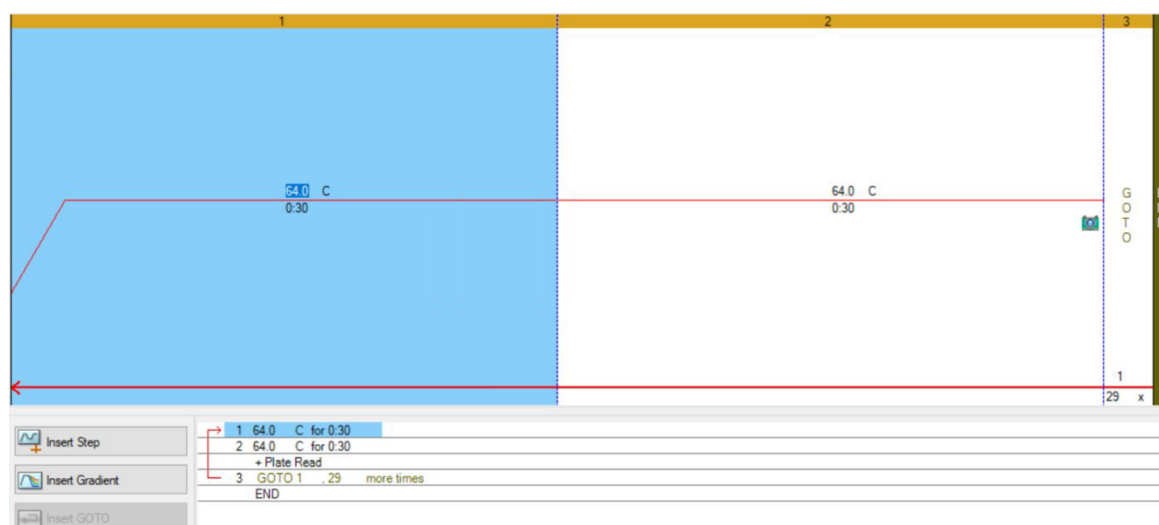 1 2 3
64.0 C 64.0 C
0:30 0:30
GOTO
1
29 x
Insert Step
Insert Gradient
Insert GOTO
1 64.0 C for 0:30
2 64.0 C for 0:30
+ Plate Read
3 GOTO 1 , 29 more times
END